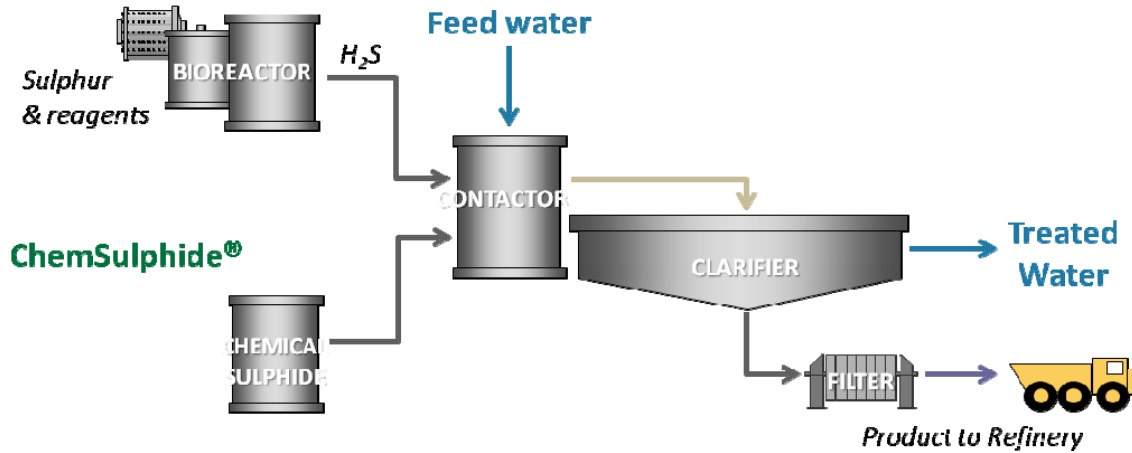 Feed water
H₂S
BIOREACTOR
Sulphur
& reagents
CONTACTOR
ChemSulphide®
CLARIFIER
Treated
Water
CHEMICAL
SULPHIDE
FILTER
Product to Refinery